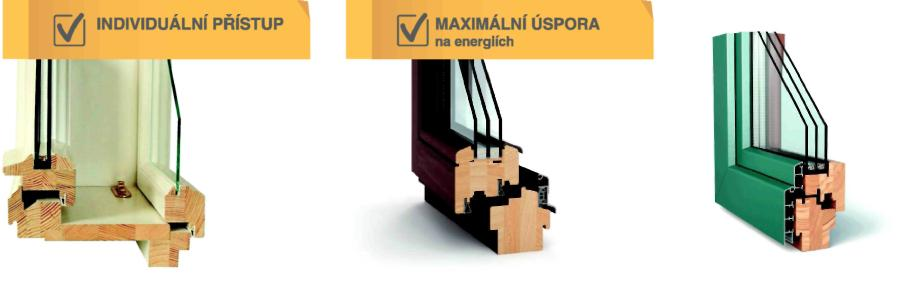 INDIVIDUÁLNÍ PŘÍSTUP
MAXIMÁLNÍ ÚSPORA
na energiích